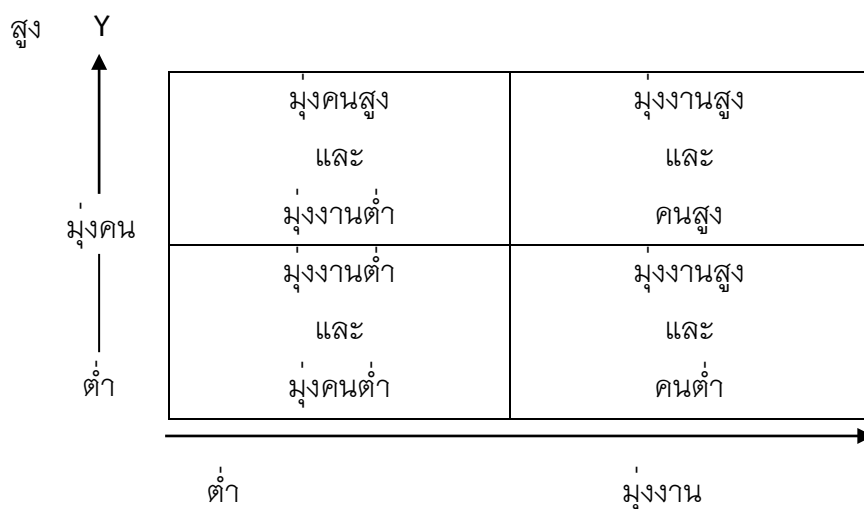 สูง Y
มุ่งคนสูง มุ่งงานสูง
และ และ
มุ่งงานต่ำ คนสูง
มุ่งคน
มุ่งงานต่ำ มุ่งงานสูง
และ และ
มุ่งคนต่ำ คนต่ำ
ต่ำ
ต่ำ มุ่งงาน